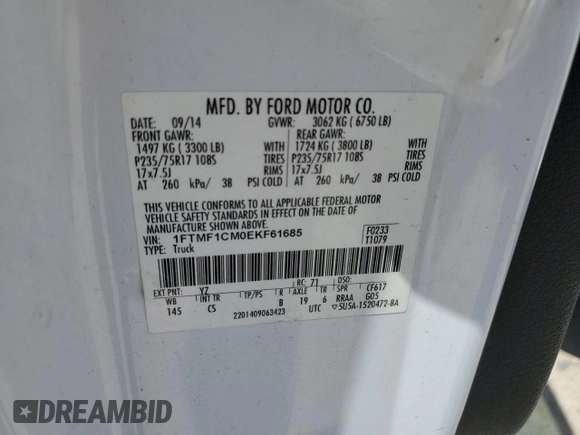 MFD. BY FORD MOTOR CO.
DATE: 09/14 GVWR: 3062 KG ( 6750 LB)
FRONT GAWR: REAR GAWR:
1497 KG ( 3300 LB) WITH 1724 KG ( 3800 LB) WITH
P235/75R17 108S TIRES P235/75R17 108S TIRES
17x7.5J RIMS 17x7.5J RIMS
AT 260 kPa/ 38 PSI COLD AT 260 kPa/ 38 PSI COLD
THIS VEHICLE CONFORMS TO ALL APPLICABLE FEDERAL MOTOR
VEHICLE SAFETY AND BUMPER STANDARDS IN EFFECT ON THE DATE OF
MANUFACTURE SHOWN ABOVE.
VIN: 1FTMF1CM0EKF61685 F0233
TYPE: Truck T1079
EXT PNT: YZ RC: 71 DSO:
WB INT TR TP/PS R AXLE TR SPR CF617
145 CS B 19 6 RRAA GD5
2201409063423 UTC 5U5A-1520472-BA
DREAMBID